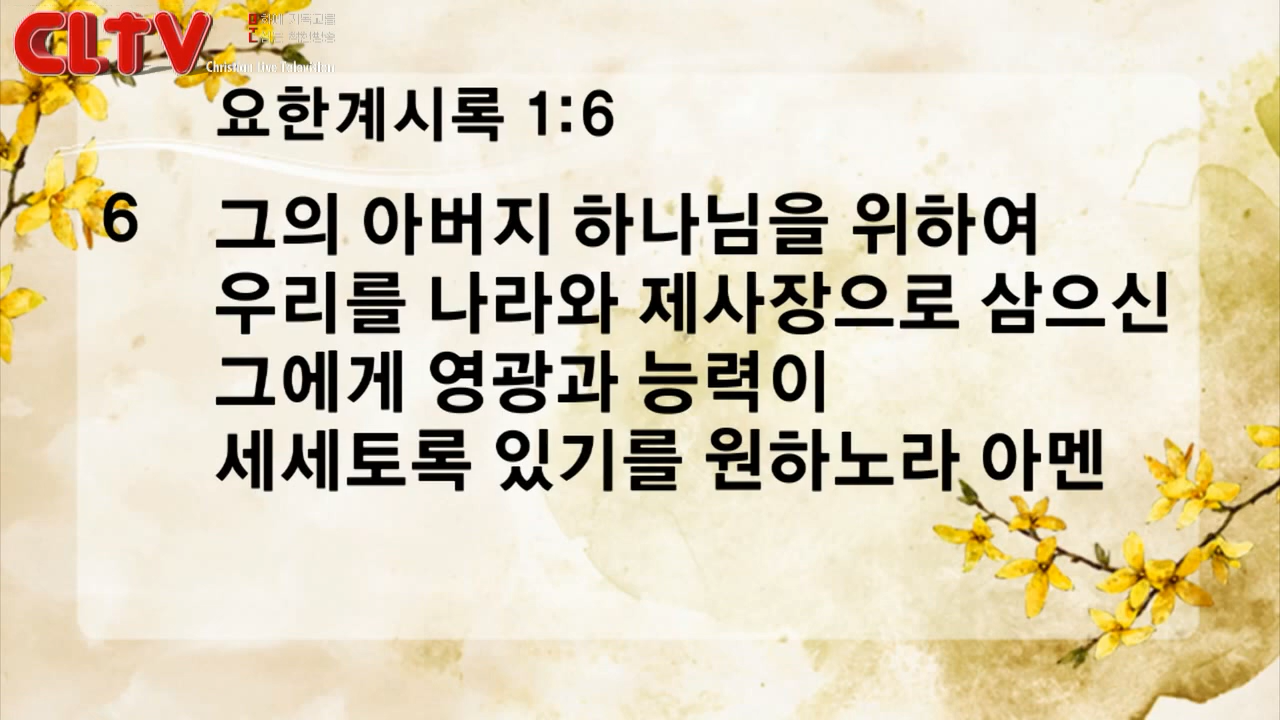 CLTV
Christian Live Television
요한계시록 1:6
6 그의 아버지 하나님을 위하여
우리를 나라와 제사장으로 삼으신
그에게 영광과 능력이
세세토록 있기를 원하노라 아멘